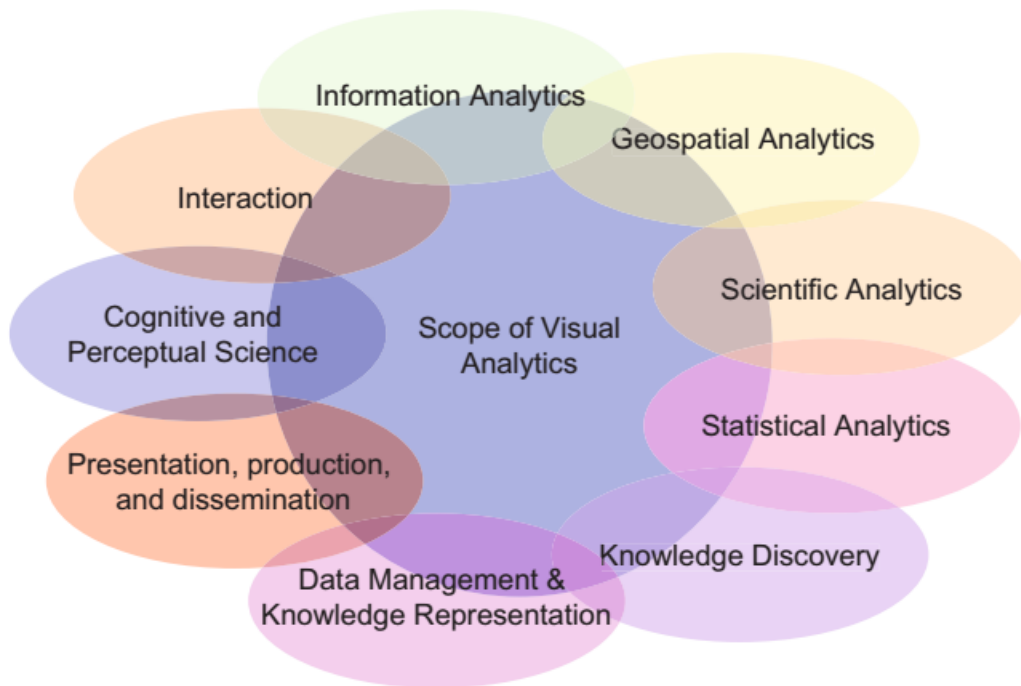 Information Analytics
Geospatial Analytics
Interaction
Scientific Analytics
Cognitive and
Perceptual Science
Scope of Visual
Analytics
Statistical Analytics
Presentation, production,
and dissemination
Knowledge Discovery
Data Management &
Knowledge Representation